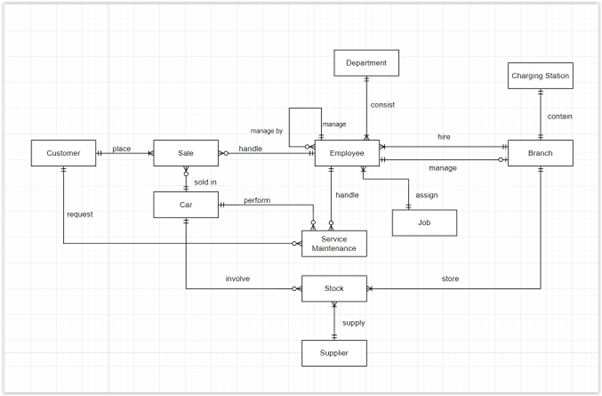 Department
Charging Station
consist
contain
manage by
manage
hire
Customer
place
Sale
handle
Employee
Branch
manage
sold in
handle
assign
Car
perform
request
Job
Service
Maintenance
involve
Stock
store
supply
Supplier